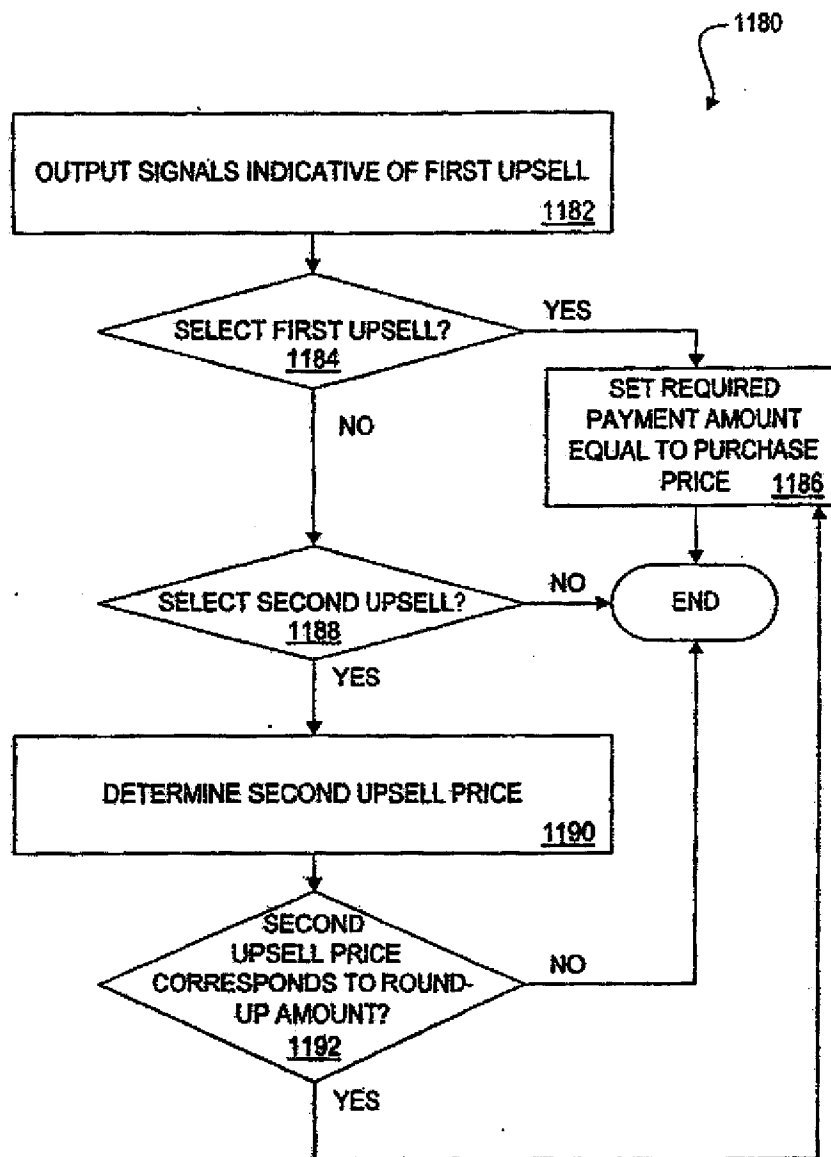 1180
OUTPUT SIGNALS INDICATIVE OF FIRST UPSELL
1182
SELECT FIRST UPSELL?
1184
YES
NO
SET REQUIRED
PAYMENT AMOUNT
EQUAL TO PURCHASE
PRICE 1186
SELECT SECOND UPSELL?
1188
NO
END
YES
DETERMINE SECOND UPSELL PRICE
1190
SECOND
UPSELL PRICE
CORRESPONDS TO ROUND-
UP AMOUNT?
1192
NO
YES